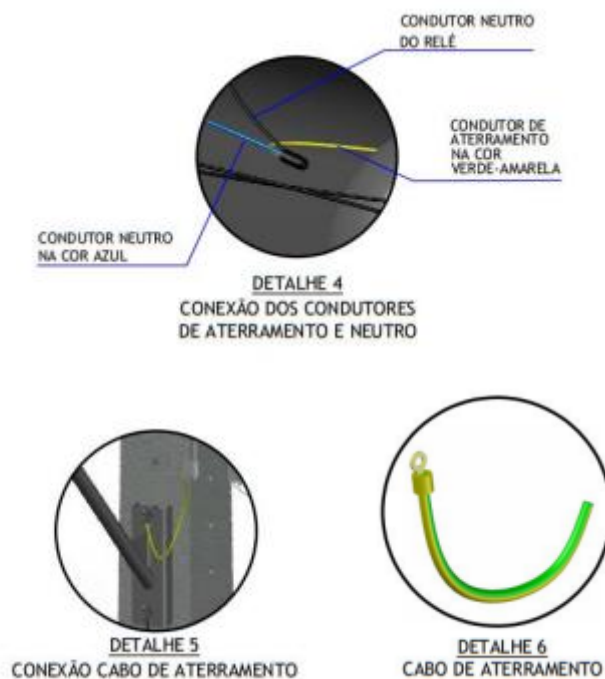 CONDUTOR NEUTRO
DO RELÉ
CONDUTOR DE
ATERRAMENTO
NA COR
VERDE-AMARELA
CONDUTOR NEUTRO
NA COR AZUL
DETALHE 4
CONEXÃO DOS CONDUTORES
DE ATERRAMENTO E NEUTRO
DETALHE 5
CONEXÃO CABO DE ATERRAMENTO
DETALHE 6
CABO DE ATERRAMENTO